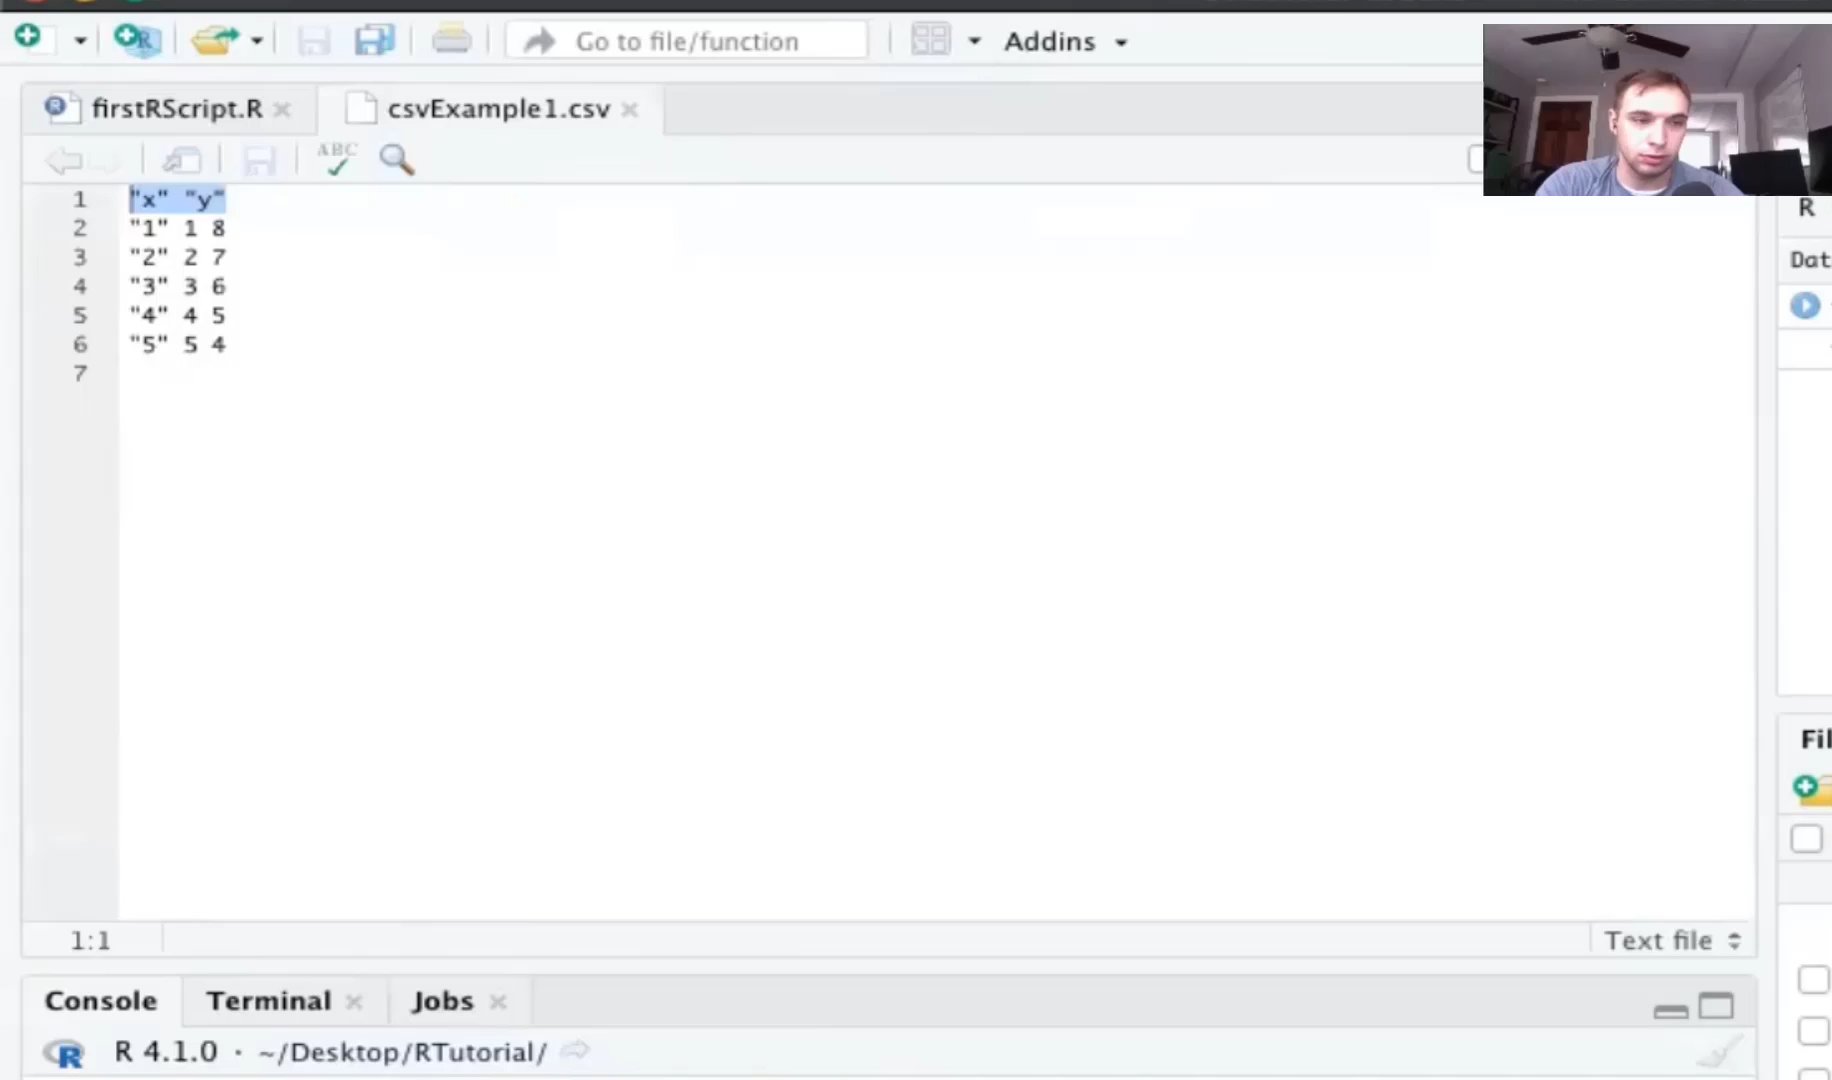 Go to file/function
Addins
firstRScript.R
csvExample1.csv
ABC
1 "x" "y"
2 "1" 1 8
3 "2" 2 7
4 "3" 3 6
5 "4" 4 5
6 "5" 5 4
7
R
Dat
1:1
Text file
Fil
Console Terminal Jobs
R 4.1.0 · ~/Desktop/RTutorial/